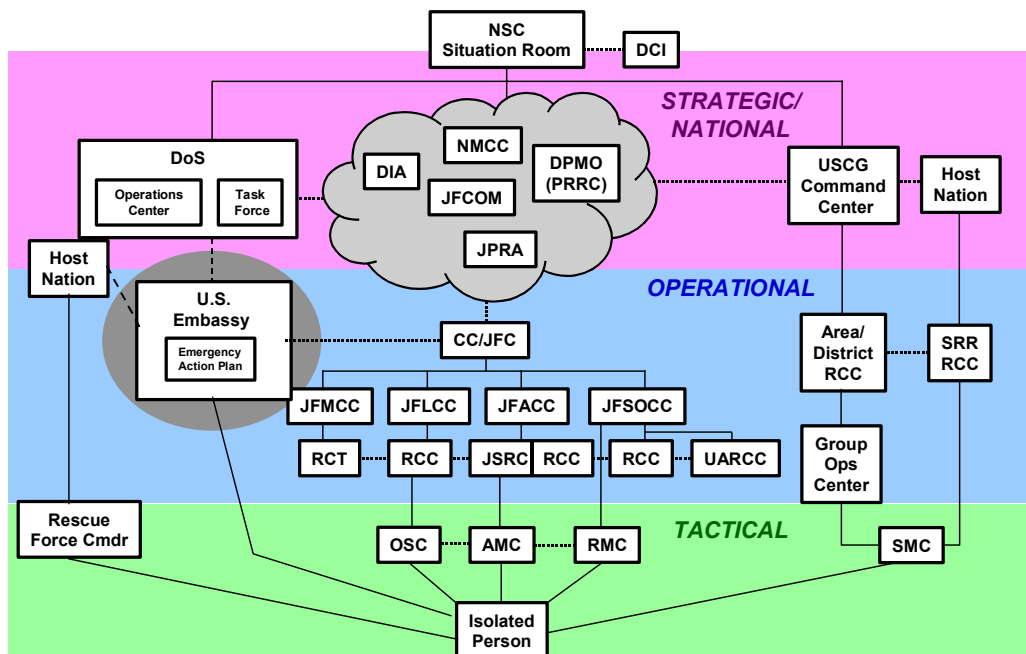 NSC
Situation Room
DCI
STRATEGIC/
NATIONAL
DoS
Operations
Center
Task
Force
NMCC
DIA
DPMO
(PRRC)
JFCOM
JPRA
USCG
Command
Center
Host
Nation
Host
Nation
OPERATIONAL
U.S.
Embassy
Emergency
Action Plan
CC/JFC
Area/
District
RCC
SRR
RCC
JFMCC
JFLCC
JFACC
JFSOCC
RCT
RCC
JSRC
RCC
RCC
UARCC
Group
Ops
Center
TACTICAL
Rescue
Force Cmdr
OSC
AMC
RMC
SMC
Isolated
Person